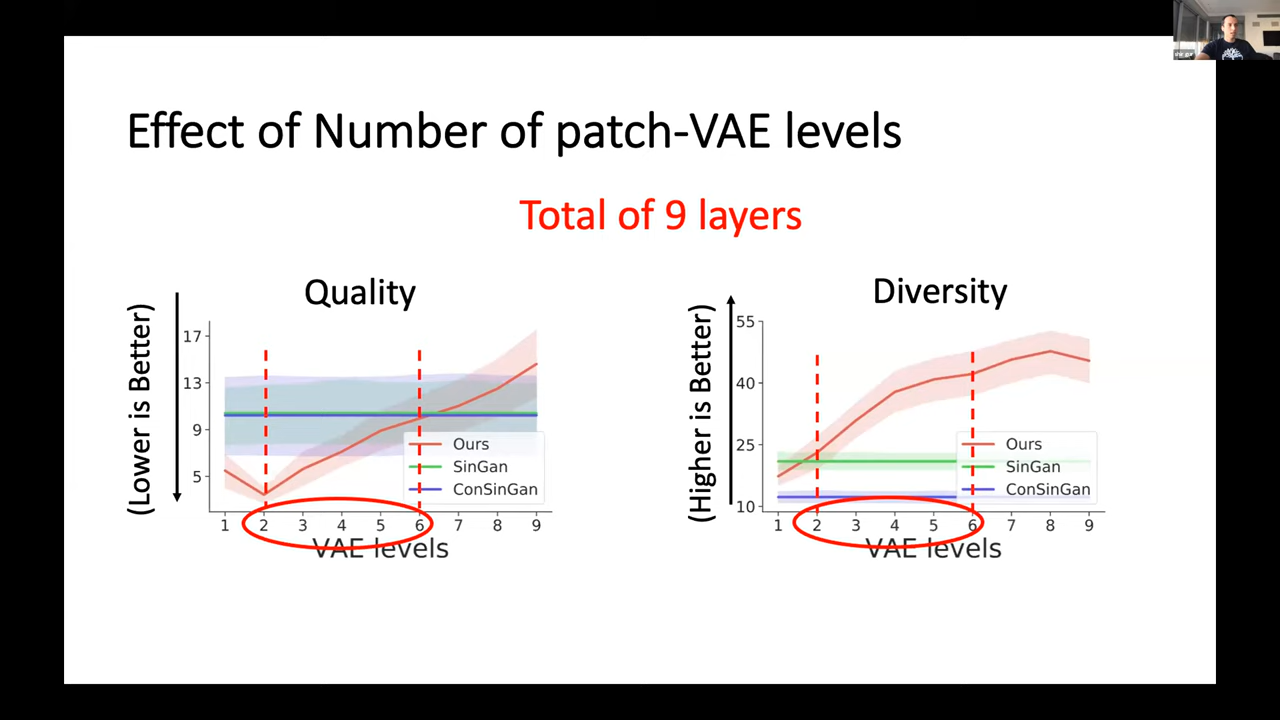 Effect of Number of patch-VAE levels
Total of 9 layers
Quality
(Lower is Better)
17
13
9
5
Ours
SinGan
ConSinGan
1 2 3 4 5 6 7 8 9
VAE levels
Diversity
(Higher is Better)
55
40
25
10
Ours
SinGan
ConSinGan
1 2 3 4 5 6 7 8 9
VAE levels